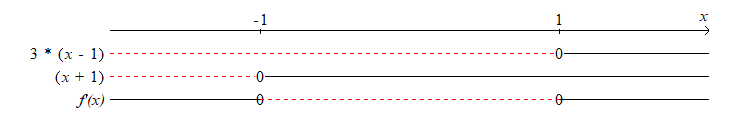 -1 1 x
3 * (x - 1) 0
(x + 1) 0
f'(x) 0 0